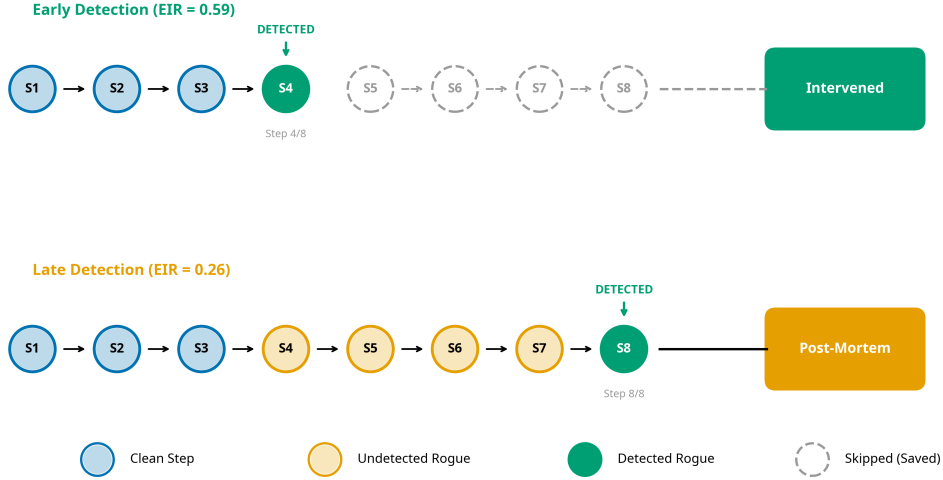 Early Detection (EIR = 0.59)
DETECTED
S1 S2 S3 S4 S5 S6 S7 S8 Intervened
Step 4/8
Late Detection (EIR = 0.26)
DETECTED
S1 S2 S3 S4 S5 S6 S7 S8 Post-Mortem
Step 8/8
Clean Step Undetected Rogue Detected Rogue Skipped (Saved)